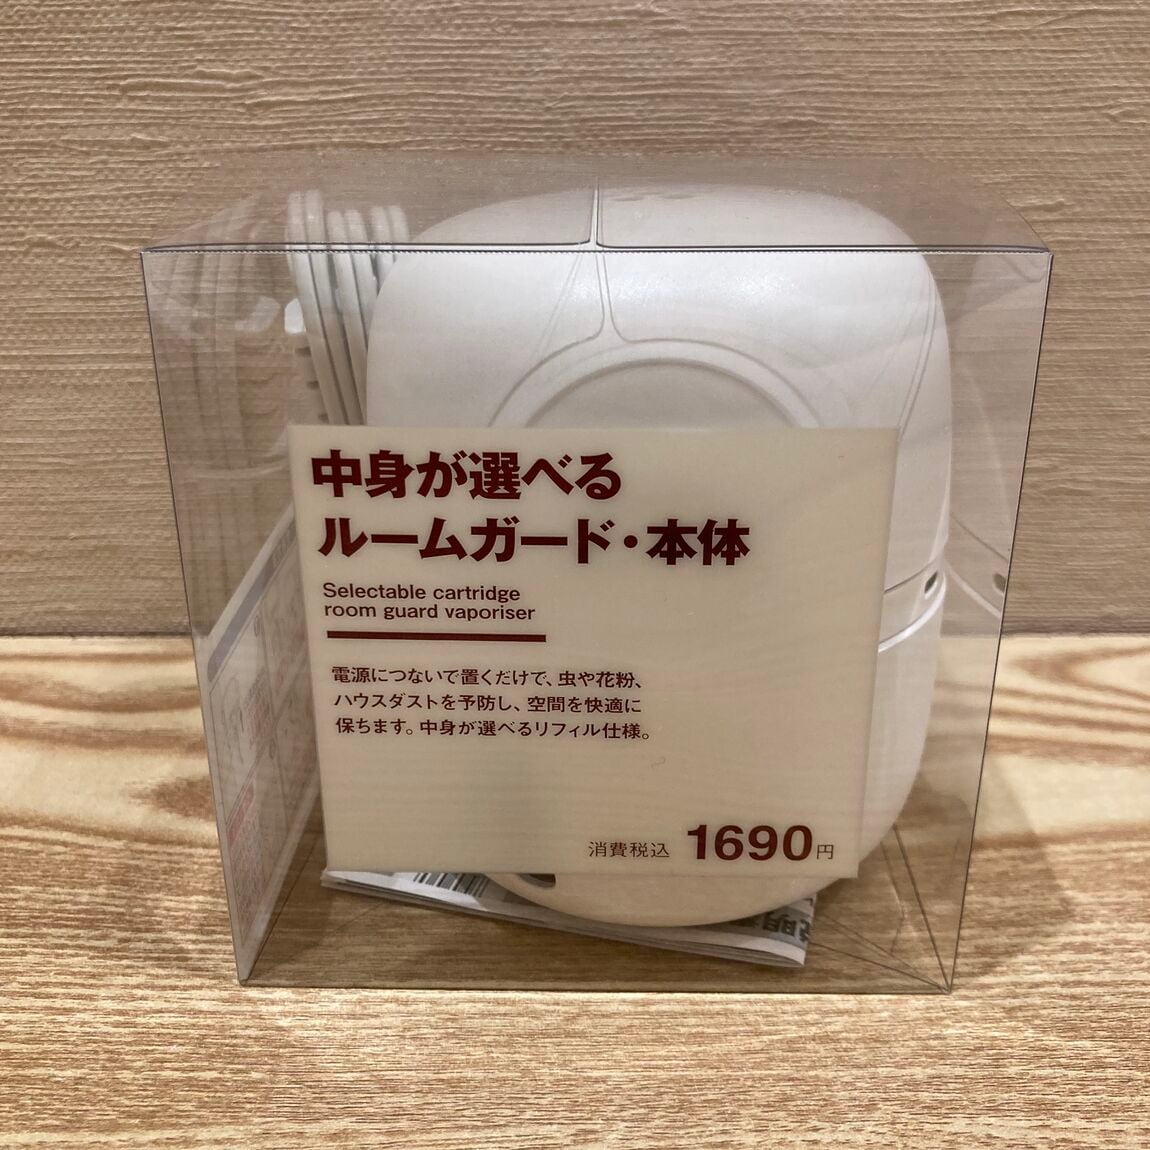 中身が選べる
ルームガード・本体
Selectable cartridge
room guard vaporiser
電源につないで置くだけで、虫や花粉、
ハウスダストを予防し、空間を快適に
保ちます。中身が選べるリフィル仕様。
消費税込 1690円